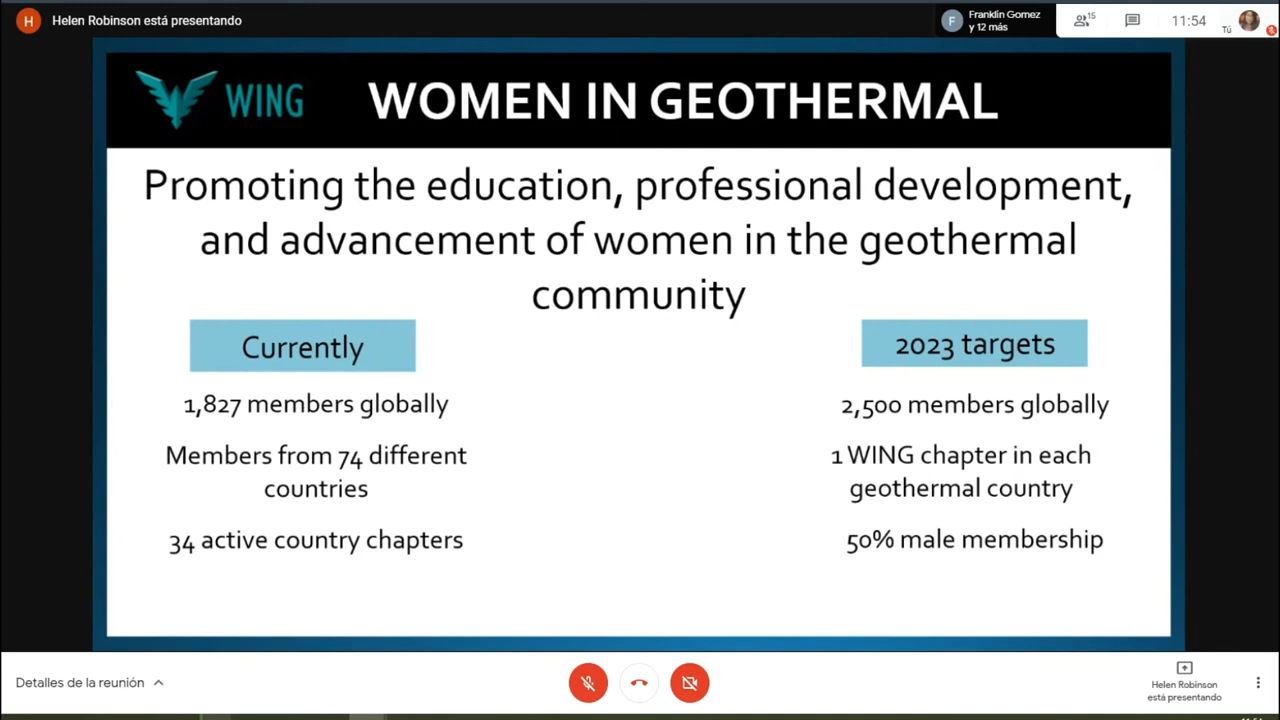 H Helen Robinson está presentando
F Franklin Gomez
y 12 más
15
11:54
Tú
WING WOMEN IN GEOTHERMAL
Promoting the education, professional development,
and advancement of women in the geothermal
community
Currently
1,827 members globally
Members from 74 different
countries
34 active country chapters
2023 targets
2,500 members globally
1 WING chapter in each
geothermal country
50% male membership
Detalles de la reunión
Helen Robinson
está presentando